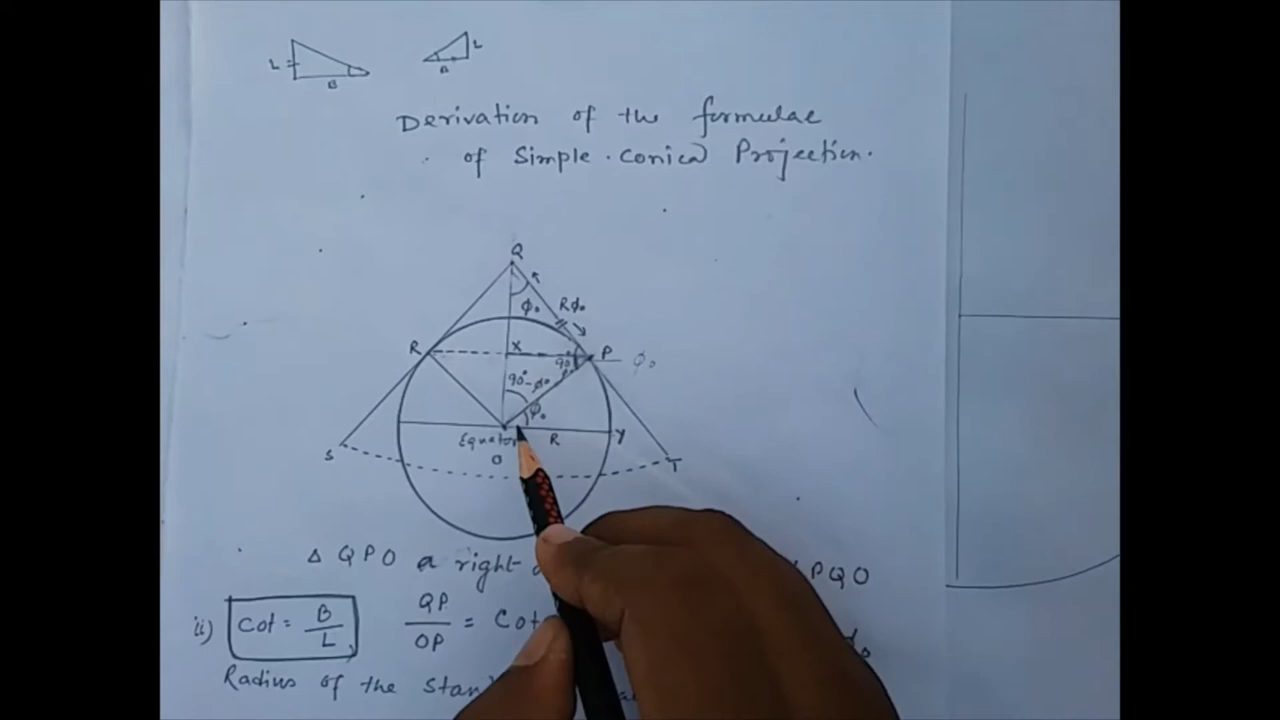 L
B
L
B
Derivation of the formulae
of Simple Conical Projection.
Q
φ₀
Rφ₀
R
X
P
φ₀
90°
90°-φ₀
φ₀
Equator
R
Y
O
S
T
Δ QPO a right
PQO
ii) Cot = B/L
QP/OP = Cot
Radius of the